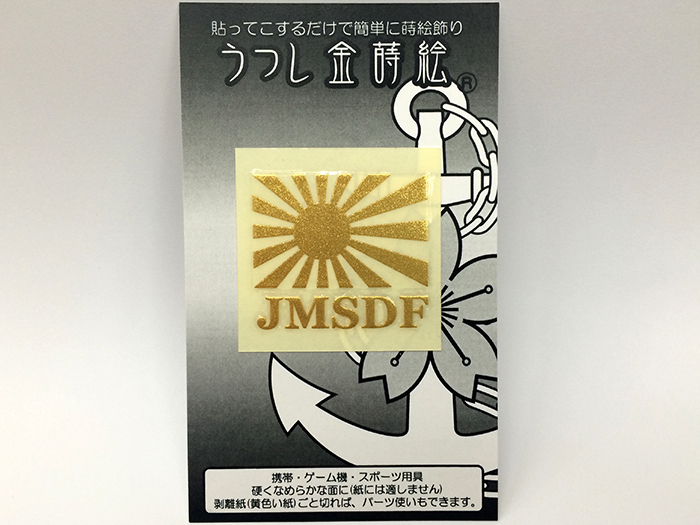 貼ってこするだけで簡単に蒔絵飾り
うつし金蒔絵®
JMSDF
携帯・ゲーム機・スポーツ用具
硬くなめらかな面に(紙には適しません)
剥離紙(黄色い紙)ごと切れば、パーツ使いもできます。